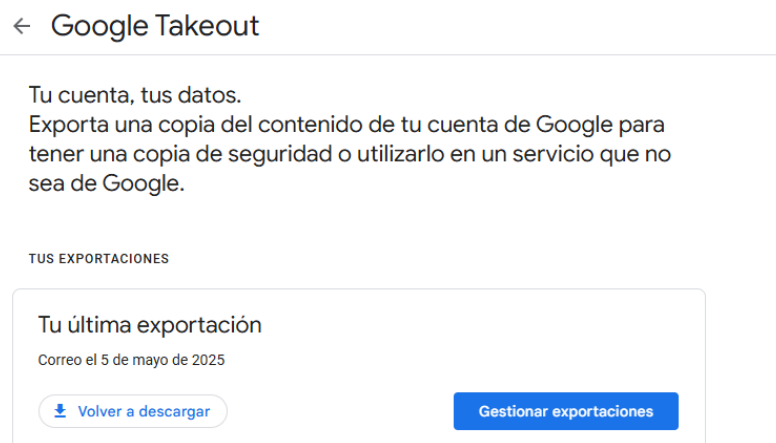 Google Takeout
Tu cuenta, tus datos.
Exporta una copia del contenido de tu cuenta de Google para
tener una copia de seguridad o utilizarlo en un servicio que no
sea de Google.
TUS EXPORTACIONES
Tu última exportación
Correo el 5 de mayo de 2025
Volver a descargar
Gestionar exportaciones